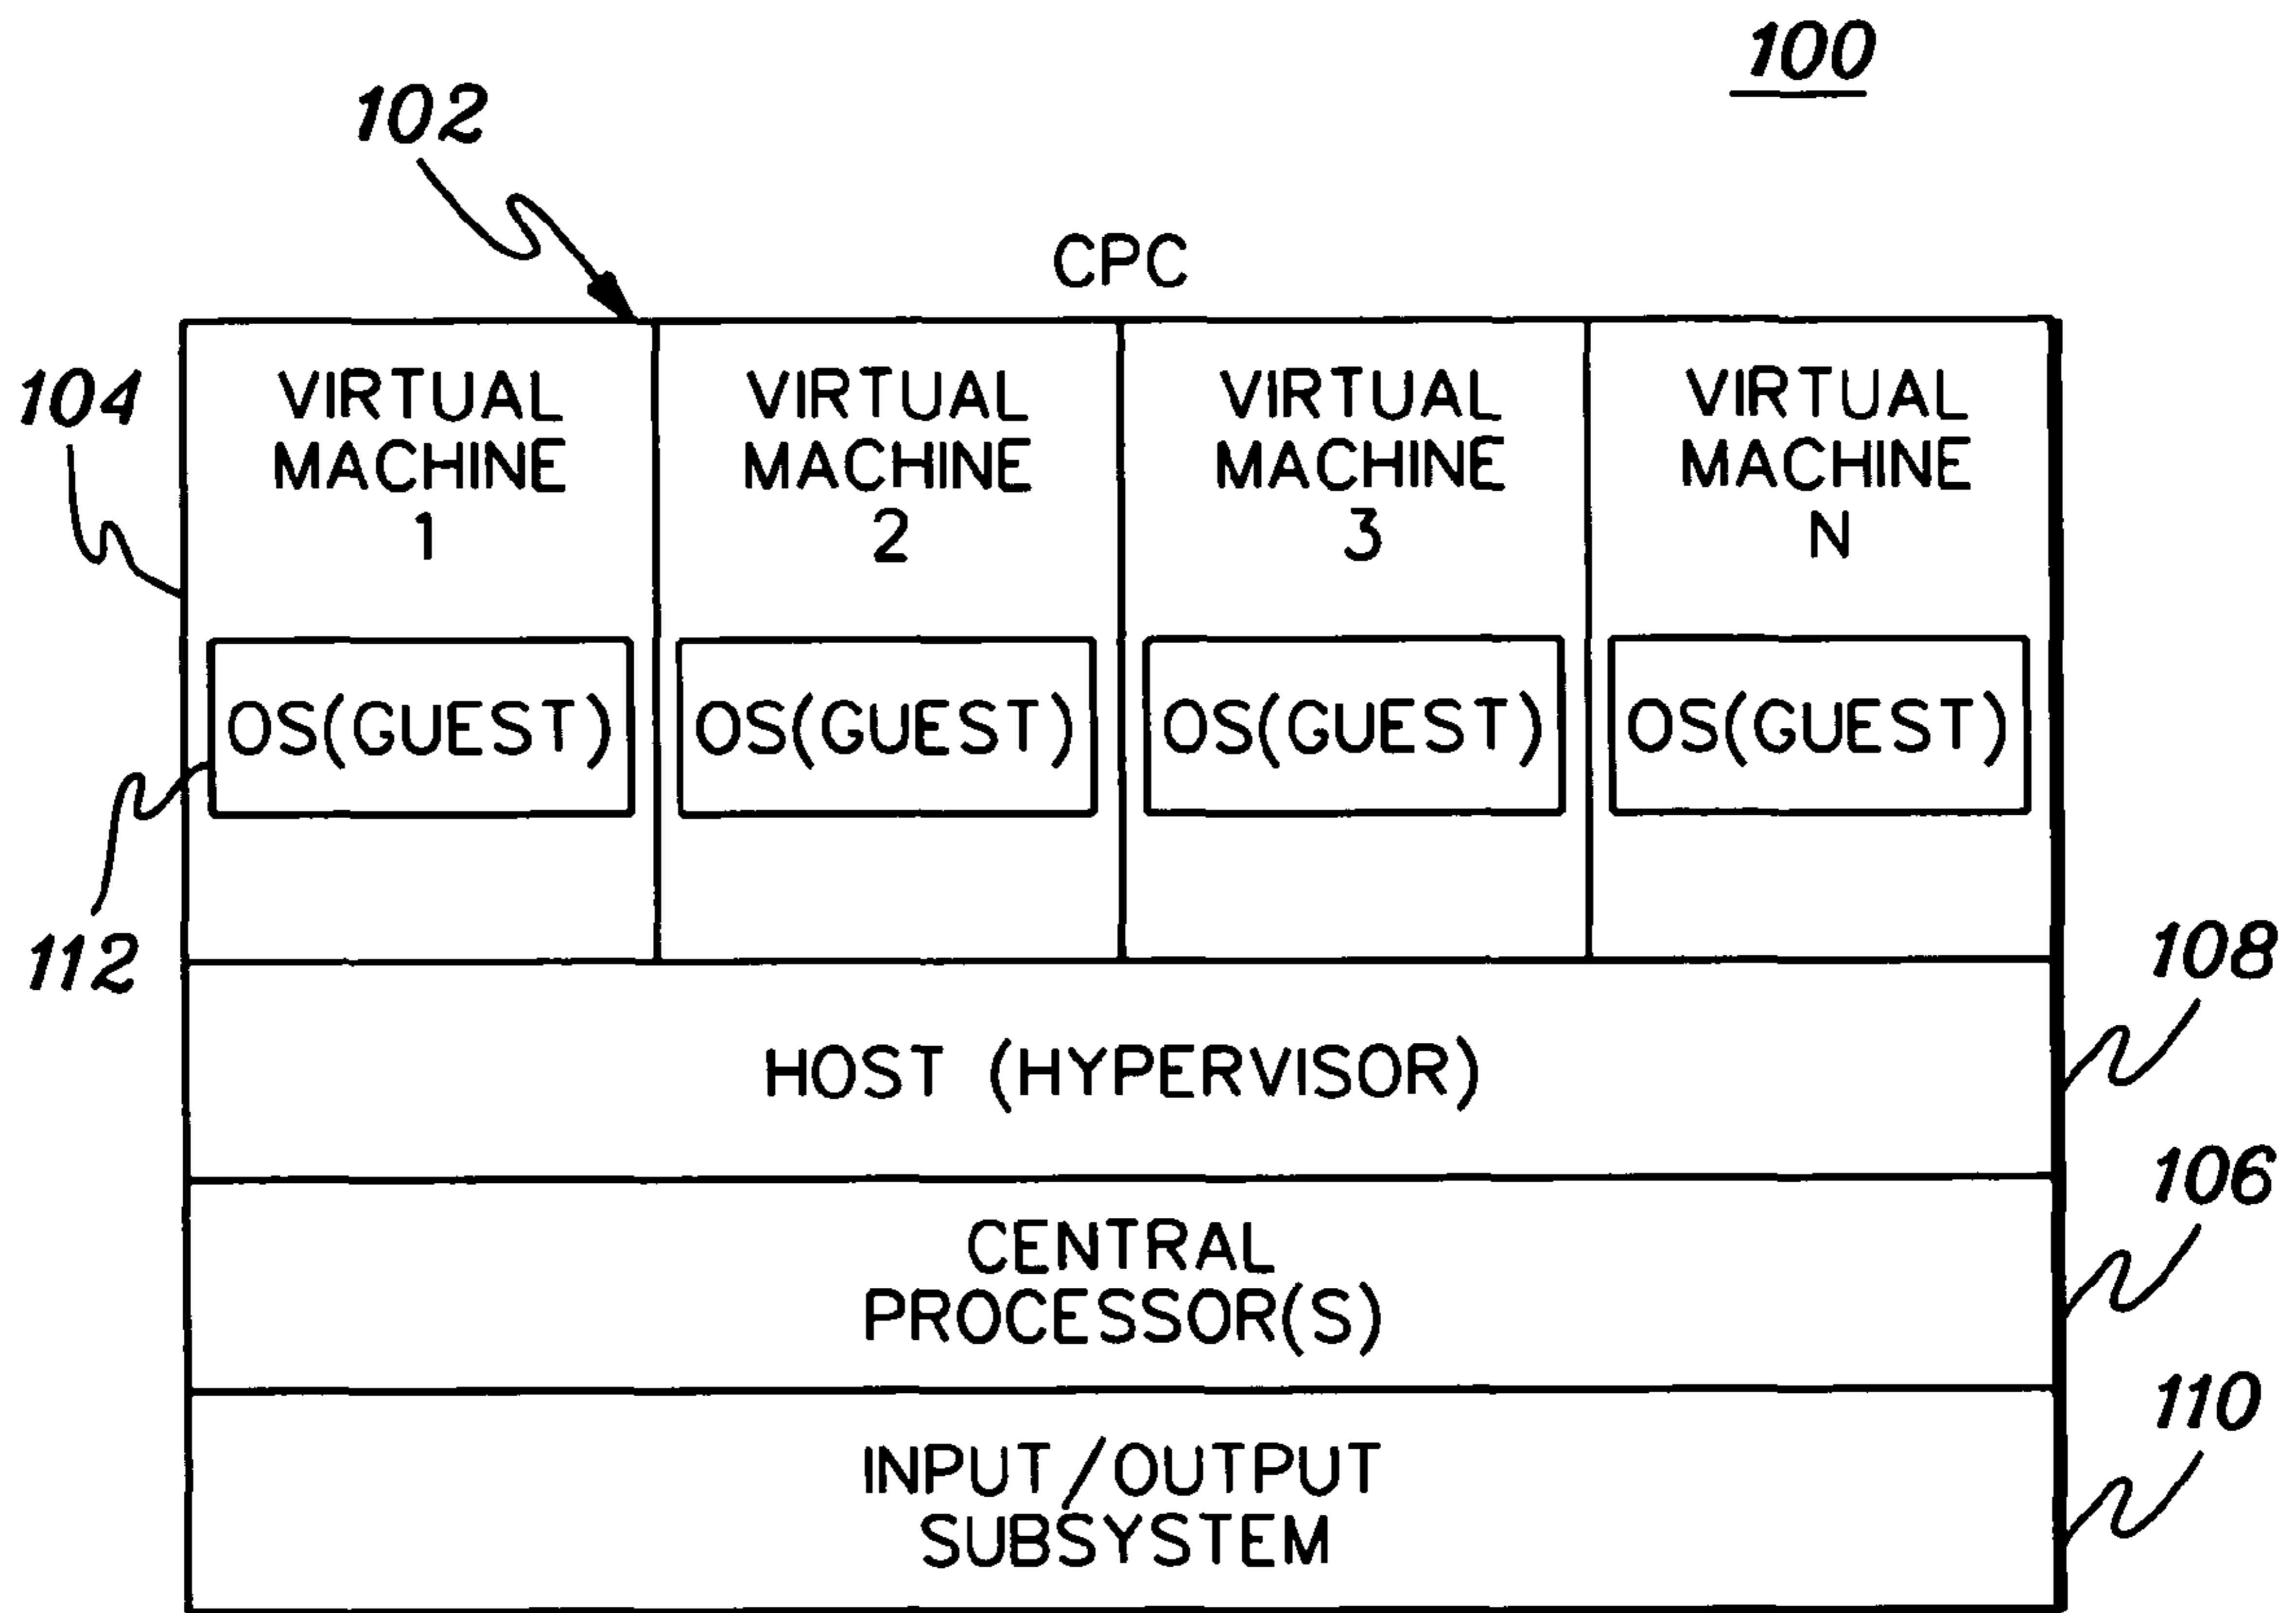 100
102
CPC
104
VIRTUAL MACHINE 1
VIRTUAL MACHINE 2
VIRTUAL MACHINE 3
VIRTUAL MACHINE N
OS(GUEST)
OS(GUEST)
OS(GUEST)
OS(GUEST)
112
108
HOST (HYPERVISOR)
106
CENTRAL
PROCESSOR(S)
110
INPUT/OUTPUT
SUBSYSTEM